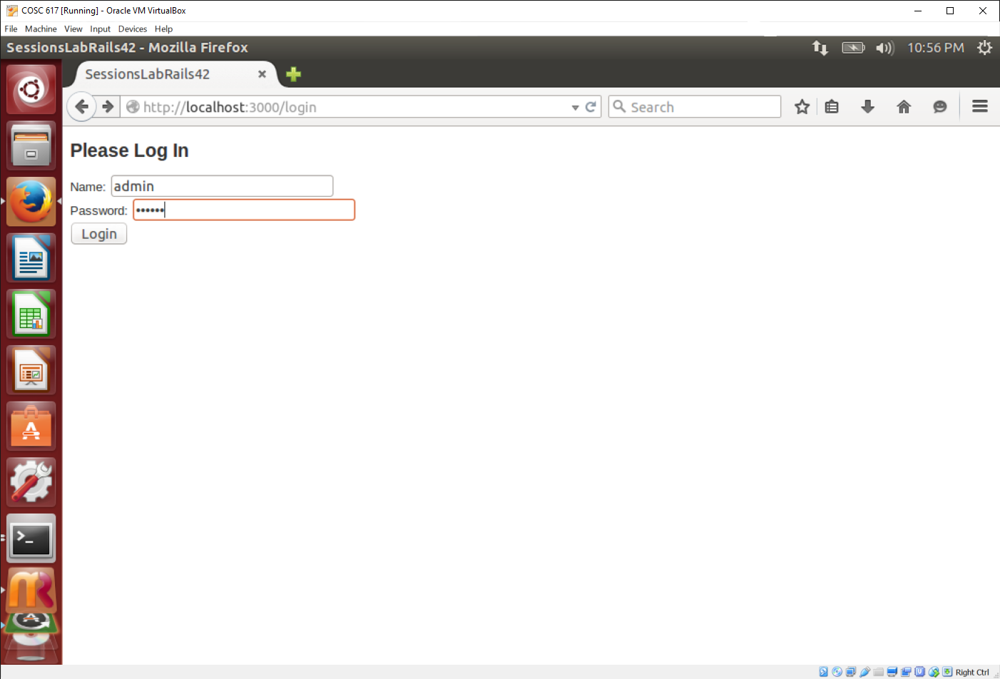 COSC 617 [Running] - Oracle VM VirtualBox
File Machine View Input Devices Help
SessionsLabRails42 - Mozilla Firefox
10:56 PM
SessionsLabRails42
http://localhost:3000/login
Search
Please Log In
Name: admin
Password: ••••••
Login
Right Ctrl